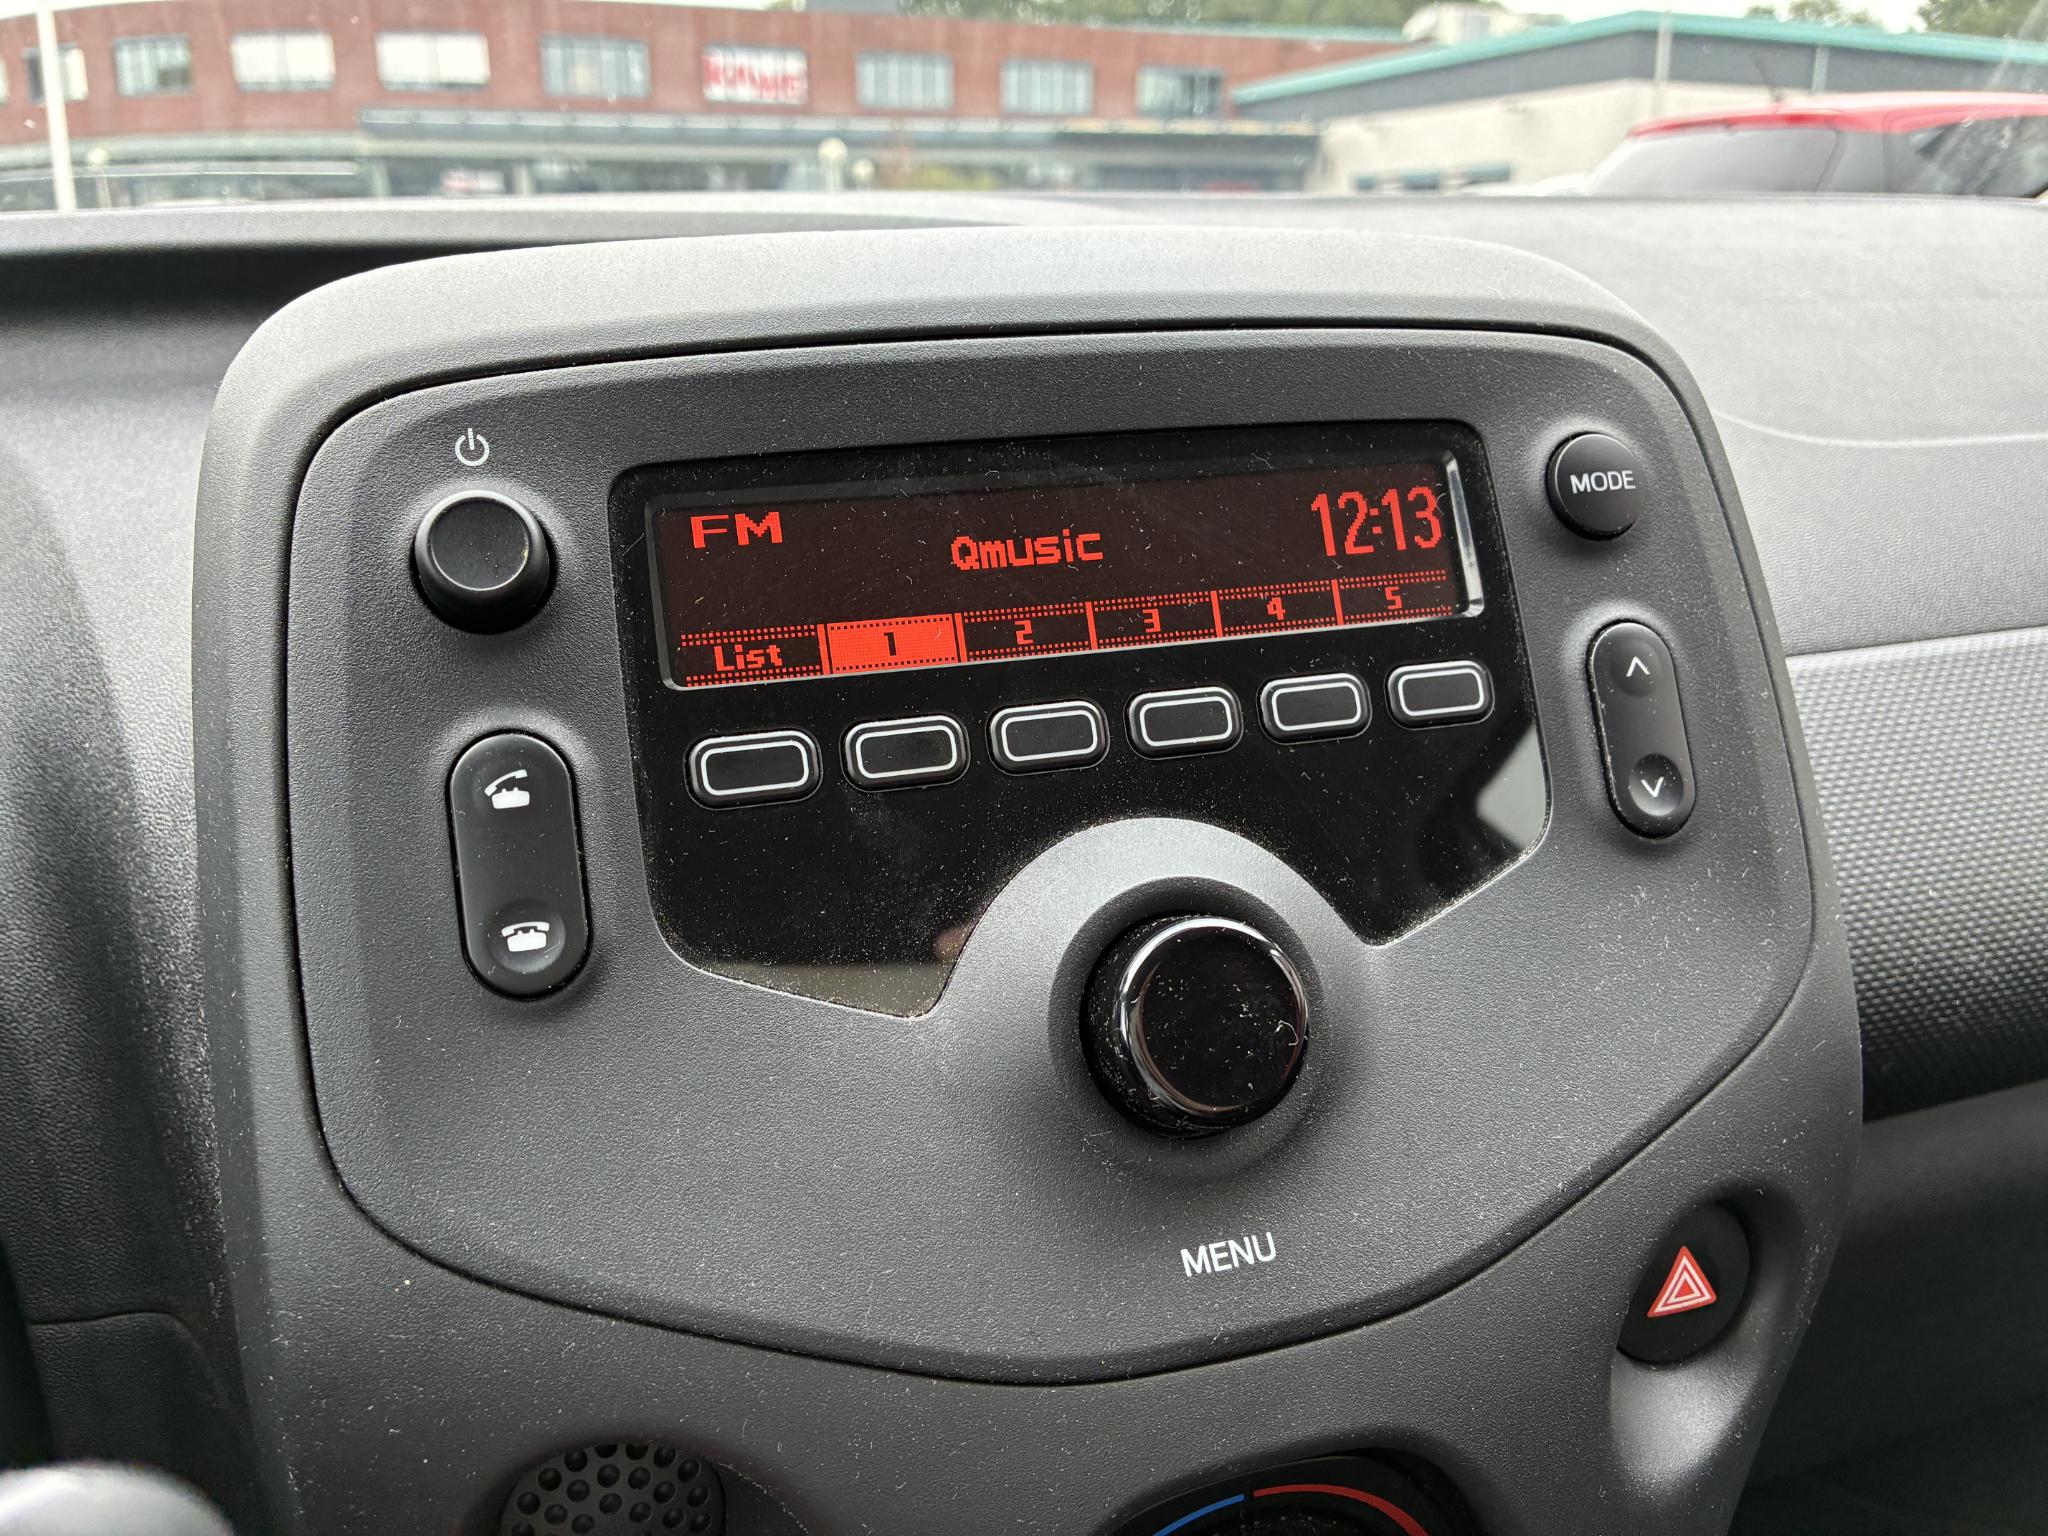 FM
Qmusic
12:13
MODE
List 1 2 3 4 5
MENU